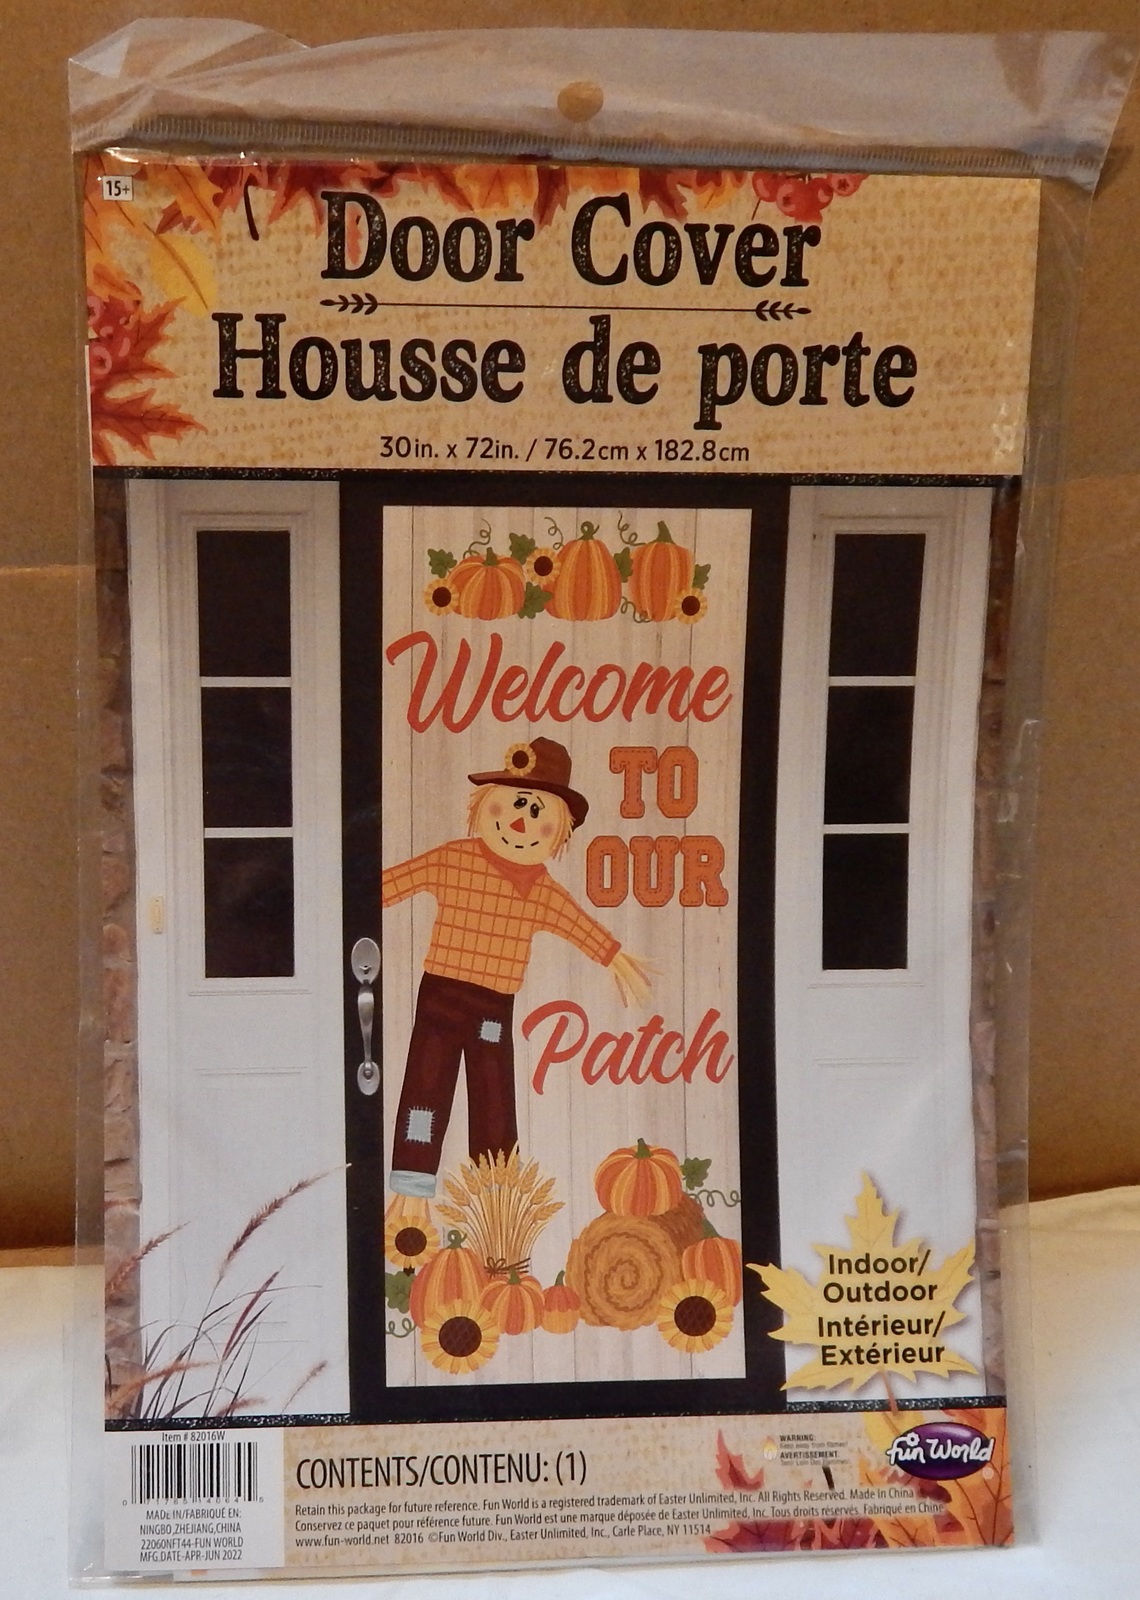 15+
Door Cover
Housse de porte
30in. x 72in. / 76.2cm x 182.8cm
Welcome
TO
OUR
Patch
Indoor/
Outdoor
Intérieur/
Extérieur
Item # 82016W
MADE IN/FABRIQUÉ EN:
NINGBO,ZHEJIANG,CHINA
22060NFT44-FUN WORLD
MFG.DATE-APR-JUN 2022
CONTENTS/CONTENU: (1)
Retain this package for future reference. Fun World is a registered trademark of Easter Unlimited, Inc. All Rights Reserved. Made In China
Conservez ce paquet pour référence future. Fun World est une marque déposée de Easter Unlimited, Inc. Tous droits réservés. Fabriqué en Chine
www.fun-world.net 82016 ©Fun World Div., Easter Unlimited, Inc., Carle Place, NY 11514
WARNING:
Keep away from flames!
AVERTISSEMENT:
fun World